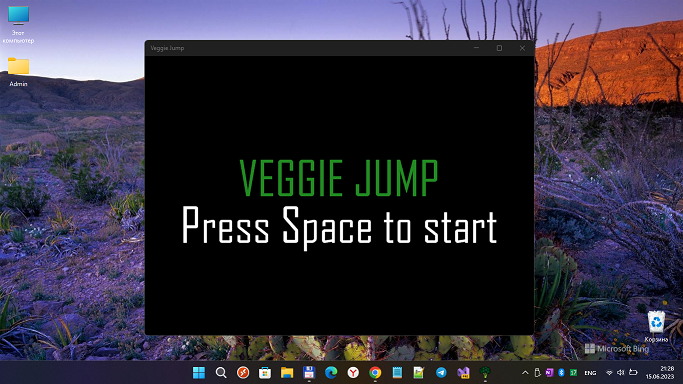 Этот
компьютер
Admin
Veggie Jump
VEGGIE JUMP
Press Space to start
Корзина
Microsoft Bing
ENG
21:28
15.06.2023